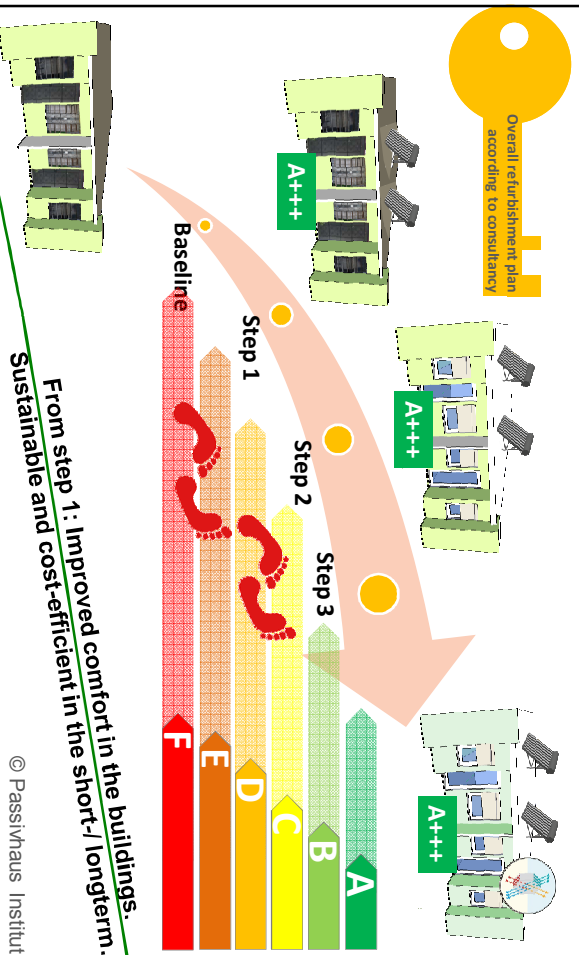 Overall refurbishment plan
according to consultancy
A+++
A+++
A+++
Baseline
Step 1
Step 2
Step 3
A
B
C
D
E
F
From step 1: Improved comfort in the buildings.
Sustainable and cost-efficient in the short-/ longterm.
© Passivhaus Institut